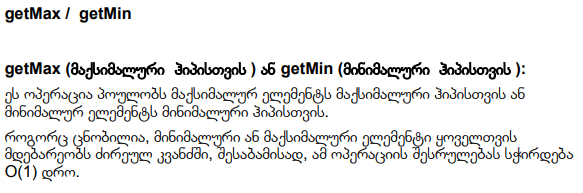 getMax / getMin
getMax (მაქსიმალური ჰიპისთვის ) ან getMin (მინიმალური ჰიპისთვის ):
ეს ოპერაცია პოულობს მაქსიმალურ ელემენტს მაქსიმალური ჰიპისთვის ან
მინიმალურ ელემენტს მინიმალური ჰიპისთვის.
როგორც ცნობილია, მინიმალური ან მაქსიმალური ელემენტი ყოველთვის
მდებარეობს ძირეულ კვანძში, შესაბამისად, ამ ოპერაციის შესრულებას სჭირდება
O(1) დრო.